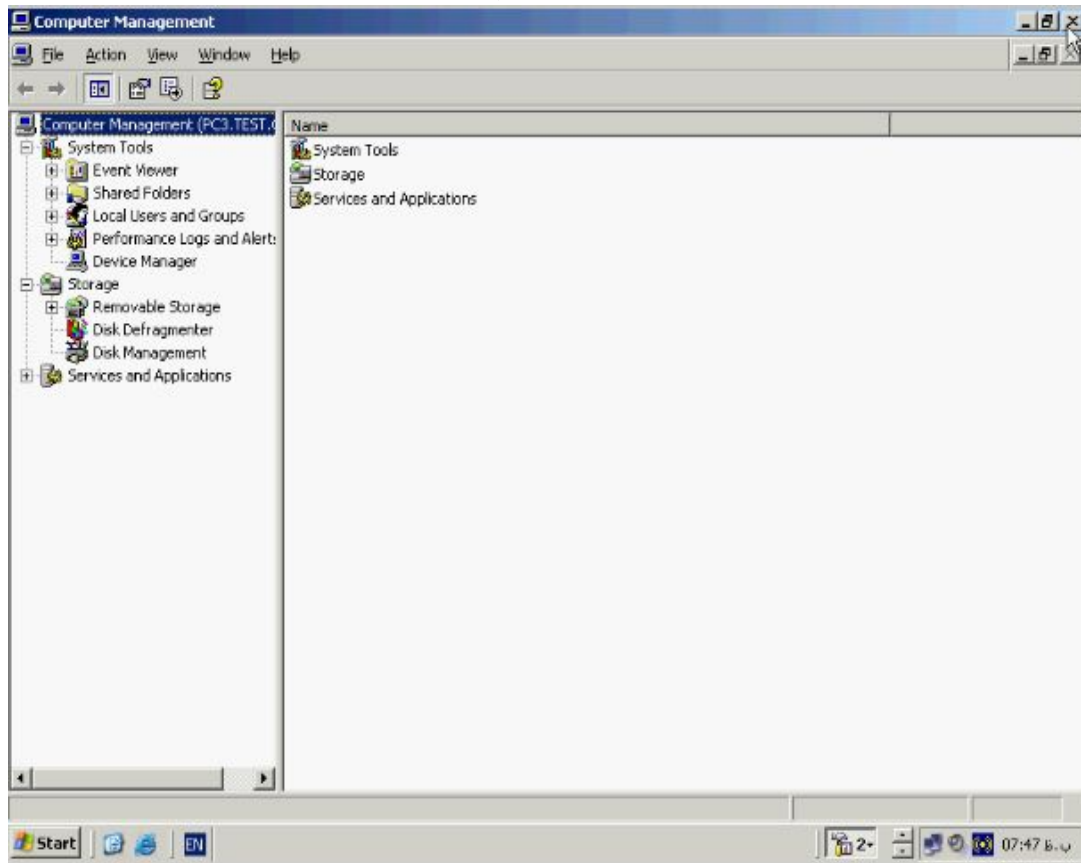 Computer Management
File Action View Window Help
Computer Management (PC3.TEST.
System Tools
Event Viewer
Shared Folders
Local Users and Groups
Performance Logs and Alert
Device Manager
Storage
Removable Storage
Disk Defragmenter
Disk Management
Services and Applications
Name
System Tools
Storage
Services and Applications
Start EN 2 07:47 ب.ظ